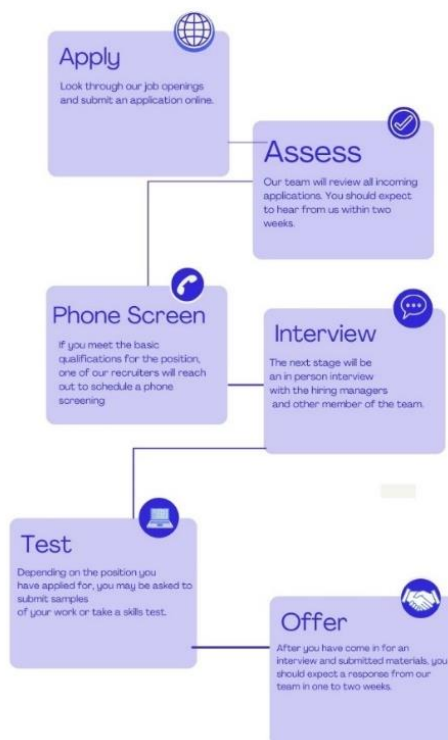 Apply
Look through our job openings
and submit an application online.
Assess
Our team will review all incoming
applications. You should expect
to hear from us within two
weeks.
Phone Screen
If you meet the basic
qualifications for the position,
one of our recruiters will reach
out to schedule a phone
screening
Interview
The next stage will be
an in person interview
with the hiring managers
and other member of the team.
Test
Depending on the position you
have applied for, you may be asked to
submit samples
of your work or take a skills test.
Offer
After you have come in for an
interview and submitted materials, you
should expect a response from our
team in one to two weeks.